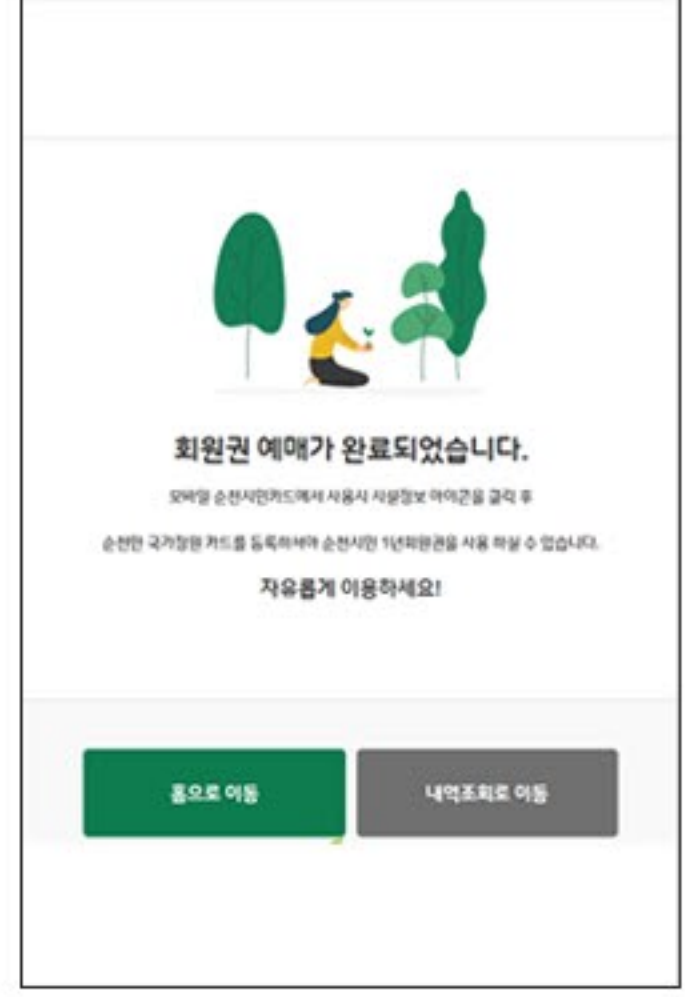 회원권 예매가 완료되었습니다.
모바일 순천시민카드에서 사용시 시설정보 아이콘을 클릭 후
순천만 국가정원 카드를 등록하셔야 순천시민 1년회원권을 사용 하실 수 있습니다.
자유롭게 이용하세요!
홈으로 이동
내역조회로 이동